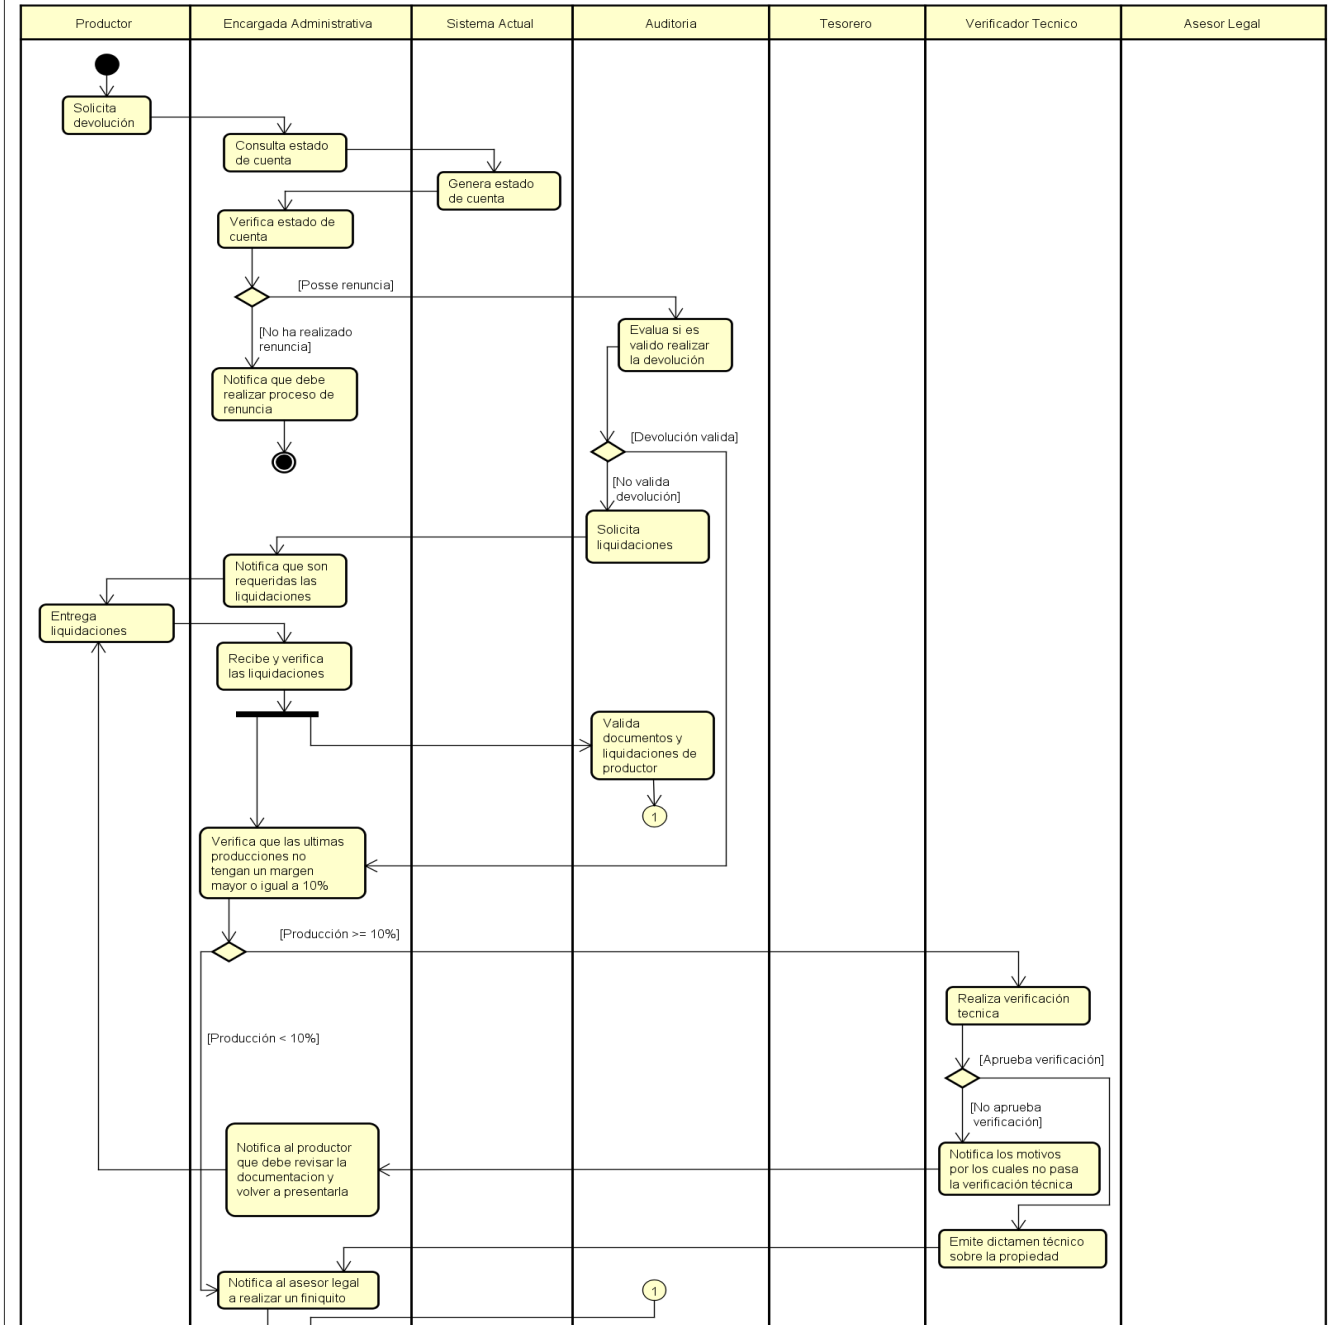 Productor
Encargada Administrativa
Sistema Actual
Auditoria
Tesorero
Verificador Tecnico
Asesor Legal
Solicita
devolución
Consulta estado
de cuenta
Genera estado
de cuenta
Verifica estado de
cuenta
[Posse renuncia]
[No ha realizado
renuncia]
Evalua si es
valido realizar
la devolución
Notifica que debe
realizar proceso de
renuncia
[Devolución valida]
[No valida
devolución]
Solicita
liquidaciones
Notifica que son
requeridas las
liquidaciones
Entrega
liquidaciones
Recibe y verifica
las liquidaciones
Valida
documentos y
liquidaciones de
productor
1
Verifica que las ultimas
producciones no
tengan un margen
mayor o igual a 10%
[Producción >= 10%]
Realiza verificación
tecnica
[Producción < 10%]
[Aprueba verificación]
[No aprueba
verificación]
Notifica al productor
que debe revisar la
documentacion y
volver a presentarla
Notifica los motivos
por los cuales no pasa
la verificación técnica
Emite dictamen técnico
sobre la propiedad
Notifica al asesor legal
a realizar un finiquito
1